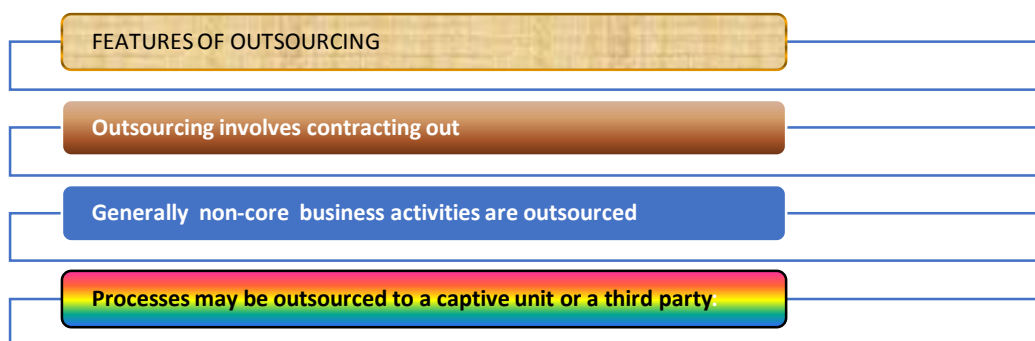 FEATURES OF OUTSOURCING
Outsourcing involves contracting out
Generally non-core business activities are outsourced
Processes may be outsourced to a captive unit or a third party: